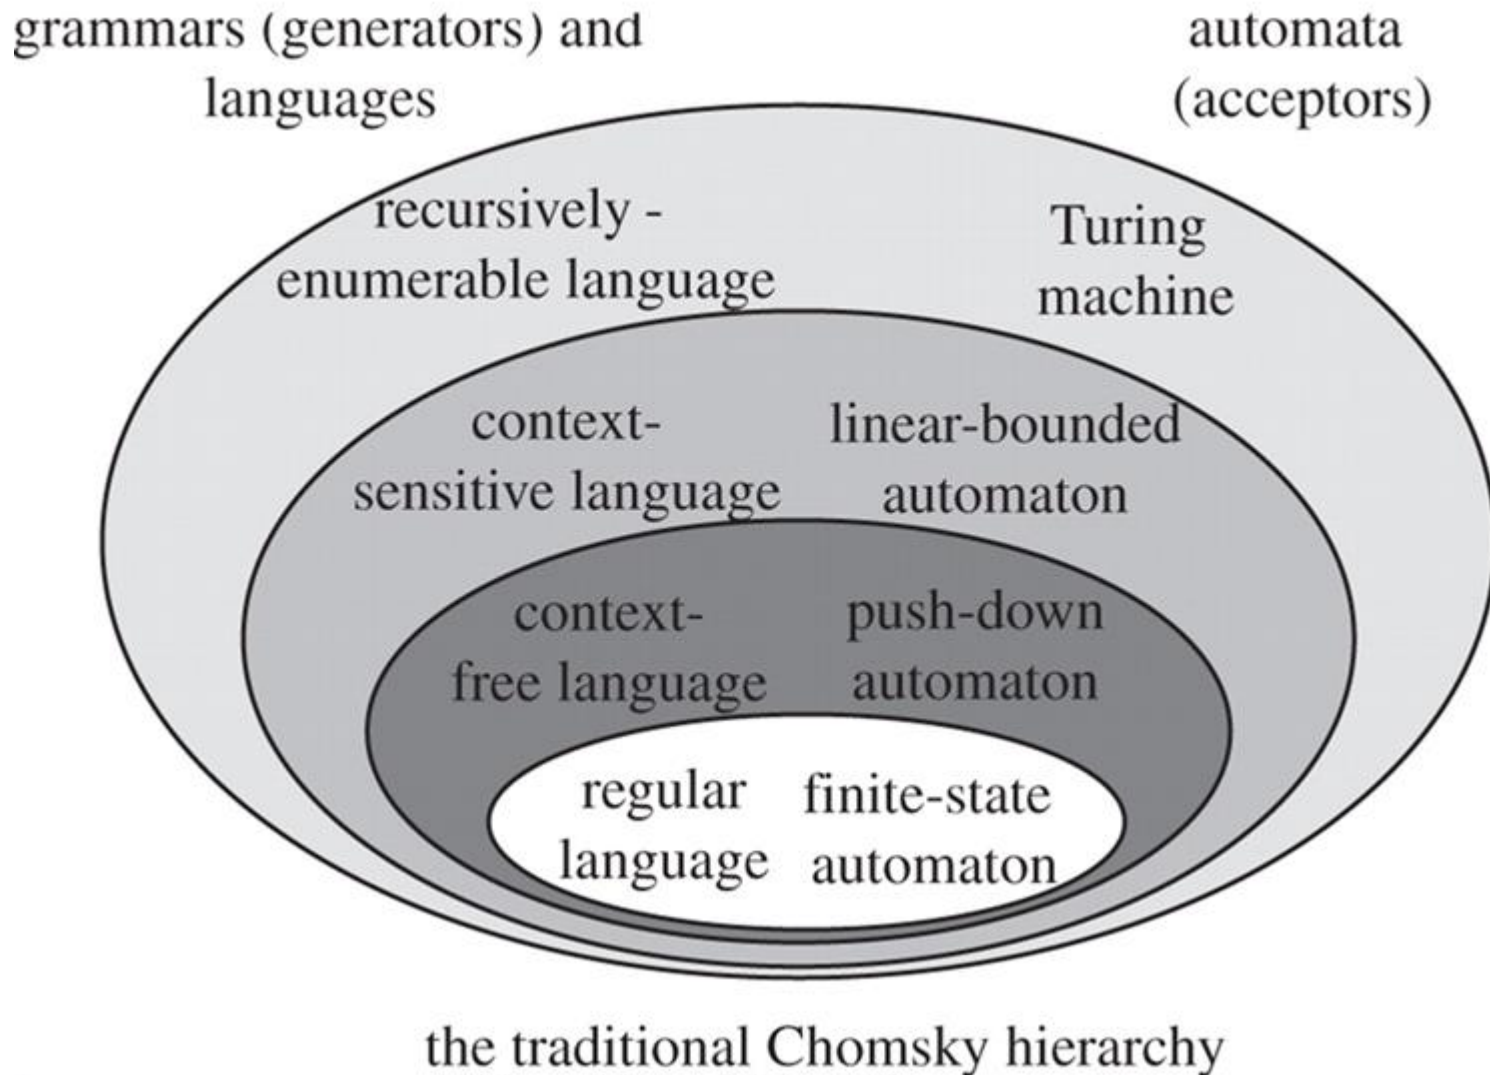 grammars (generators) and
languages
automata
(acceptors)
recursively -
enumerable language
Turing
machine
context-
sensitive language
linear-bounded
automaton
context-
free language
push-down
automaton
regular
language
finite-state
automaton
the traditional Chomsky hierarchy